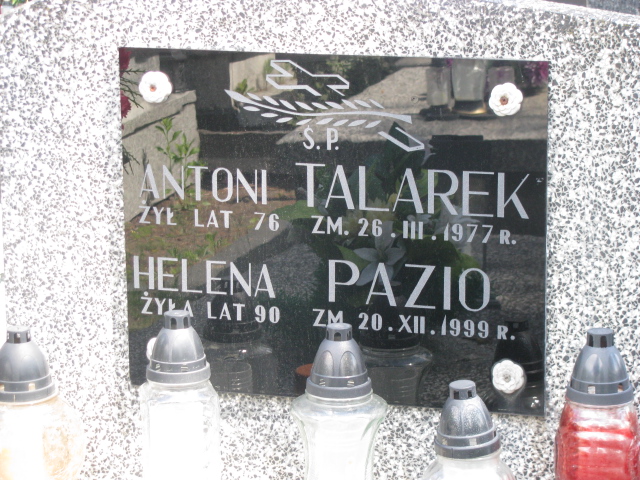 Ś.P.
ANTONI TALAREK
ŻYŁ LAT 76 ZM. 26.III.1977 R.
HELENA PAZIO
ŻYŁA LAT 90 ZM. 20.XII.1999 R.